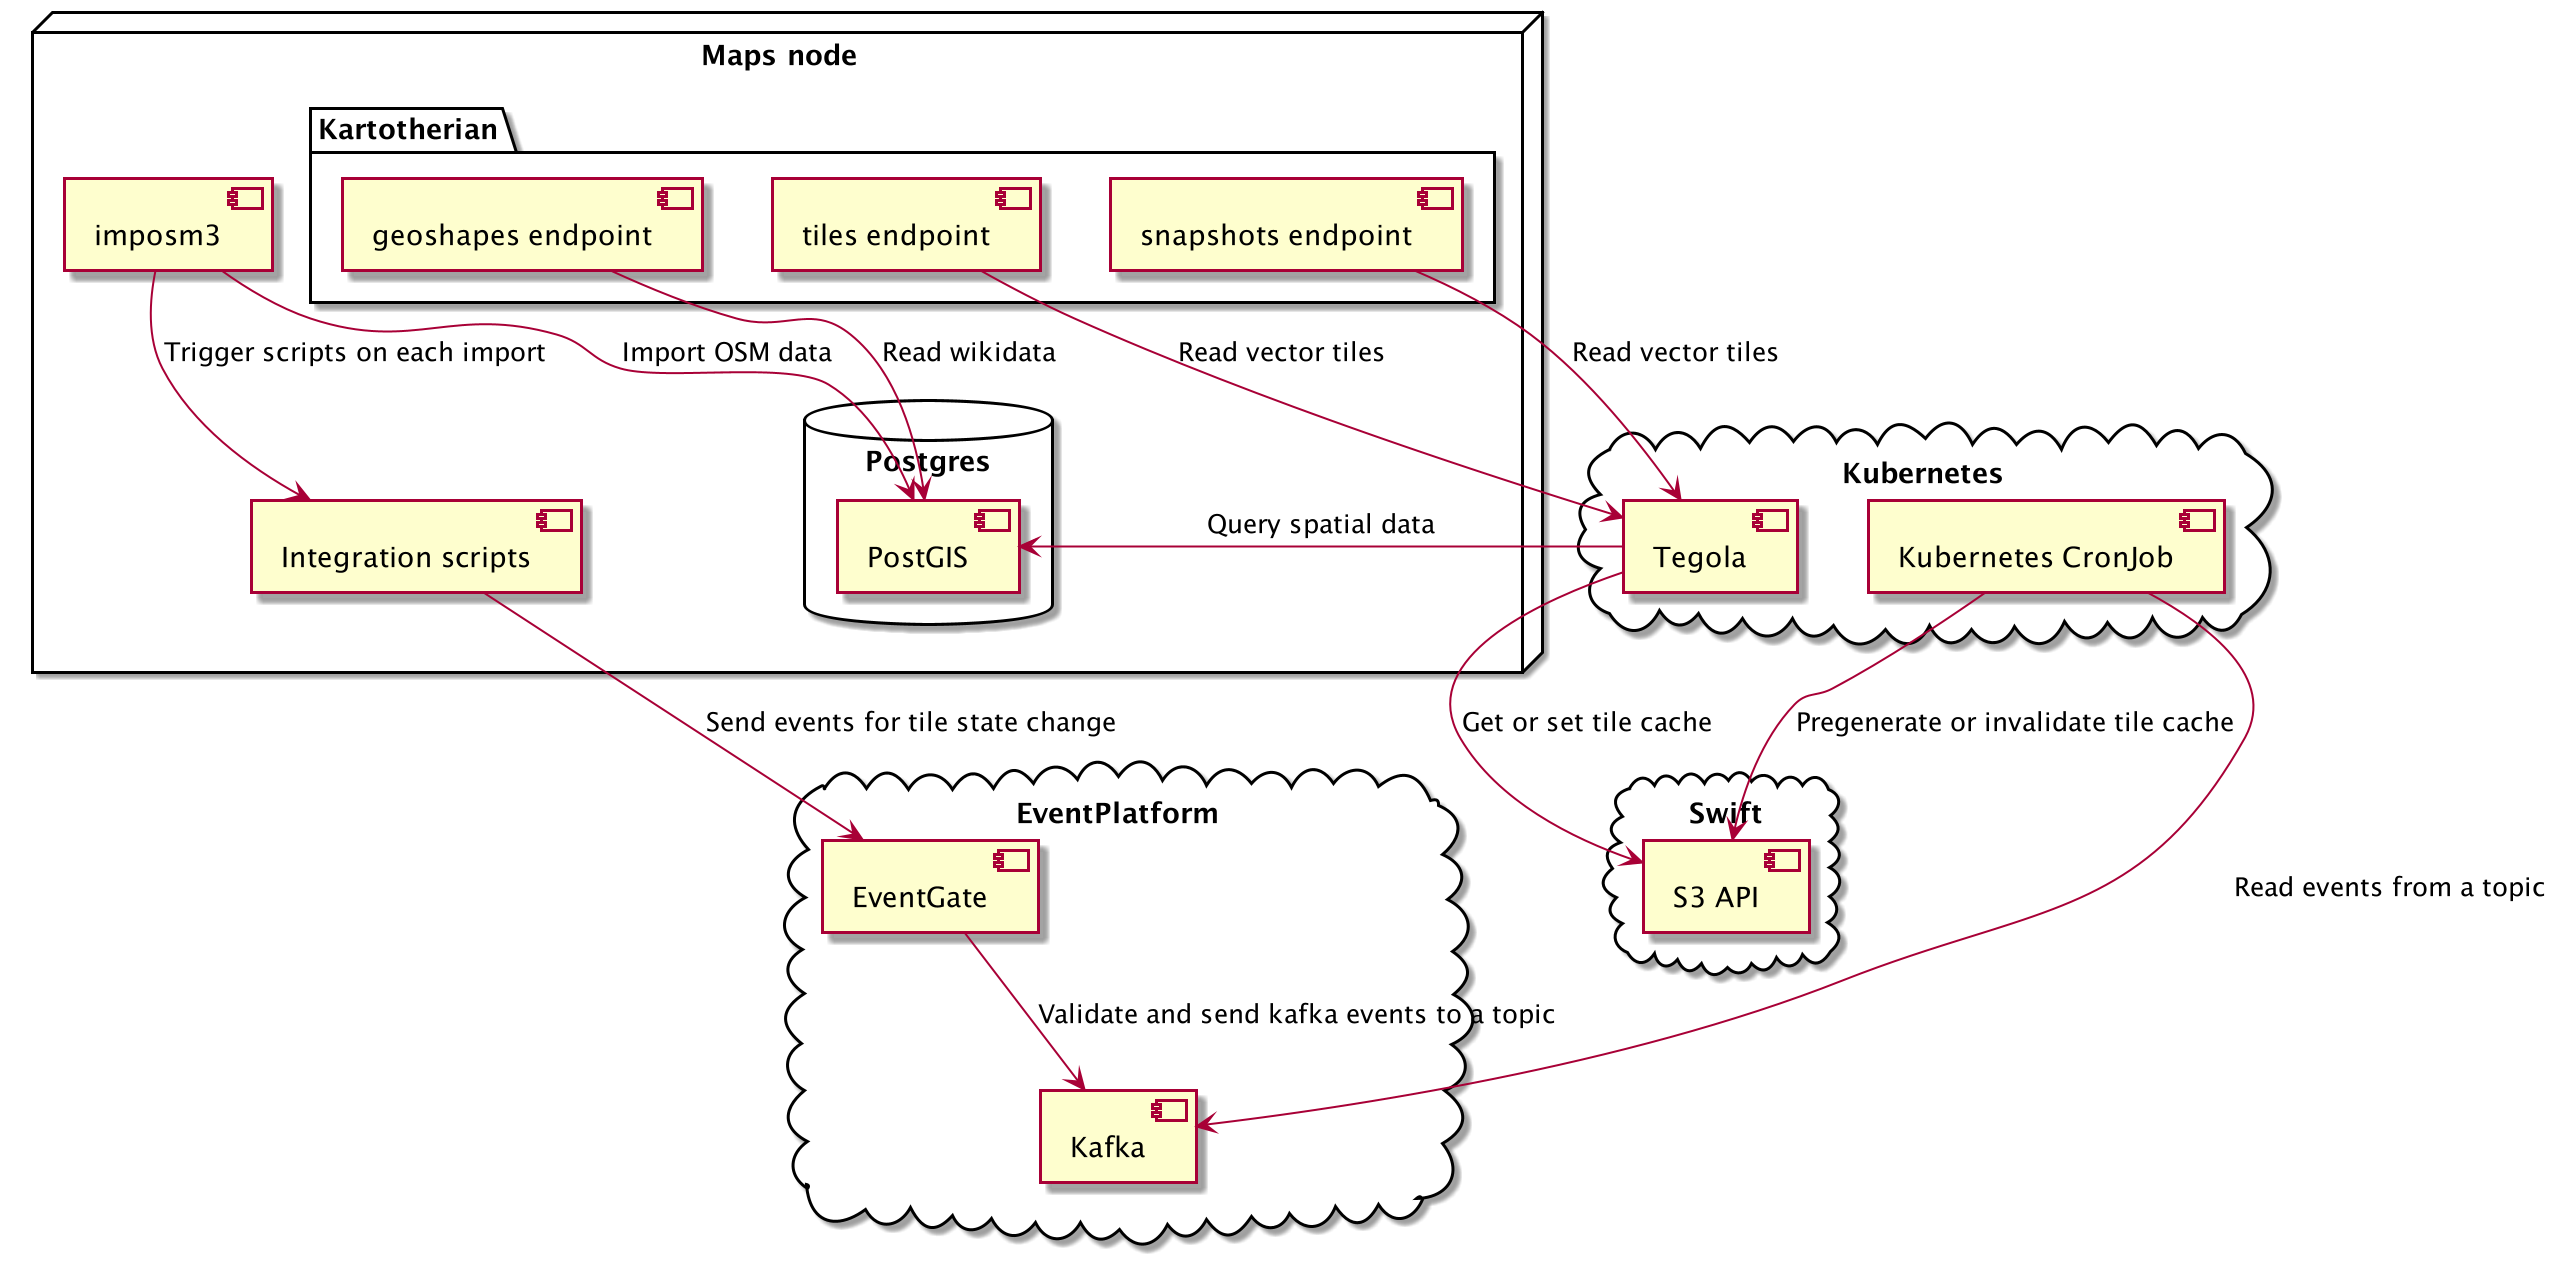 Maps node
Kartotherian
imposm3
geoshapes endpoint
tiles endpoint
snapshots endpoint
Trigger scripts on each import
Import OSM data
Read wikidata
Read vector tiles
Read vector tiles
Postgres
Kubernetes
Integration scripts
PostGIS
Query spatial data
Tegola
Kubernetes CronJob
Send events for tile state change
Get or set tile cache
Pregenerate or invalidate tile cache
EventPlatform
Swift
EventGate
S3 API
Read events from a topic
Validate and send kafka events to a topic
Kafka